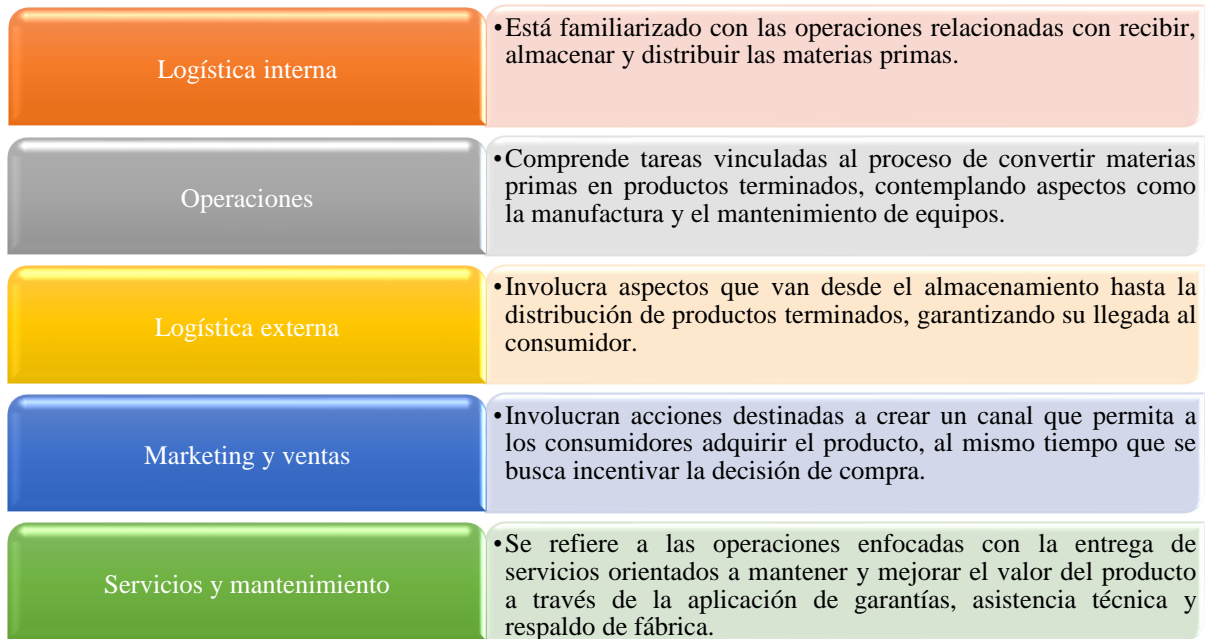 Logística interna
•Está familiarizado con las operaciones relacionadas con recibir,
almacenar y distribuir las materias primas.
Operaciones
•Comprende tareas vinculadas al proceso de convertir materias
primas en productos terminados, contemplando aspectos como
la manufactura y el mantenimiento de equipos.
Logística externa
•Involucra aspectos que van desde el almacenamiento hasta la
distribución de productos terminados, garantizando su llegada al
consumidor.
Marketing y ventas
•Involucran acciones destinadas a crear un canal que permita a
los consumidores adquirir el producto, al mismo tiempo que se
busca incentivar la decisión de compra.
Servicios y mantenimiento
•Se refiere a las operaciones enfocadas con la entrega de
servicios orientados a mantener y mejorar el valor del producto
a través de la aplicación de garantías, asistencia técnica y
respaldo de fábrica.